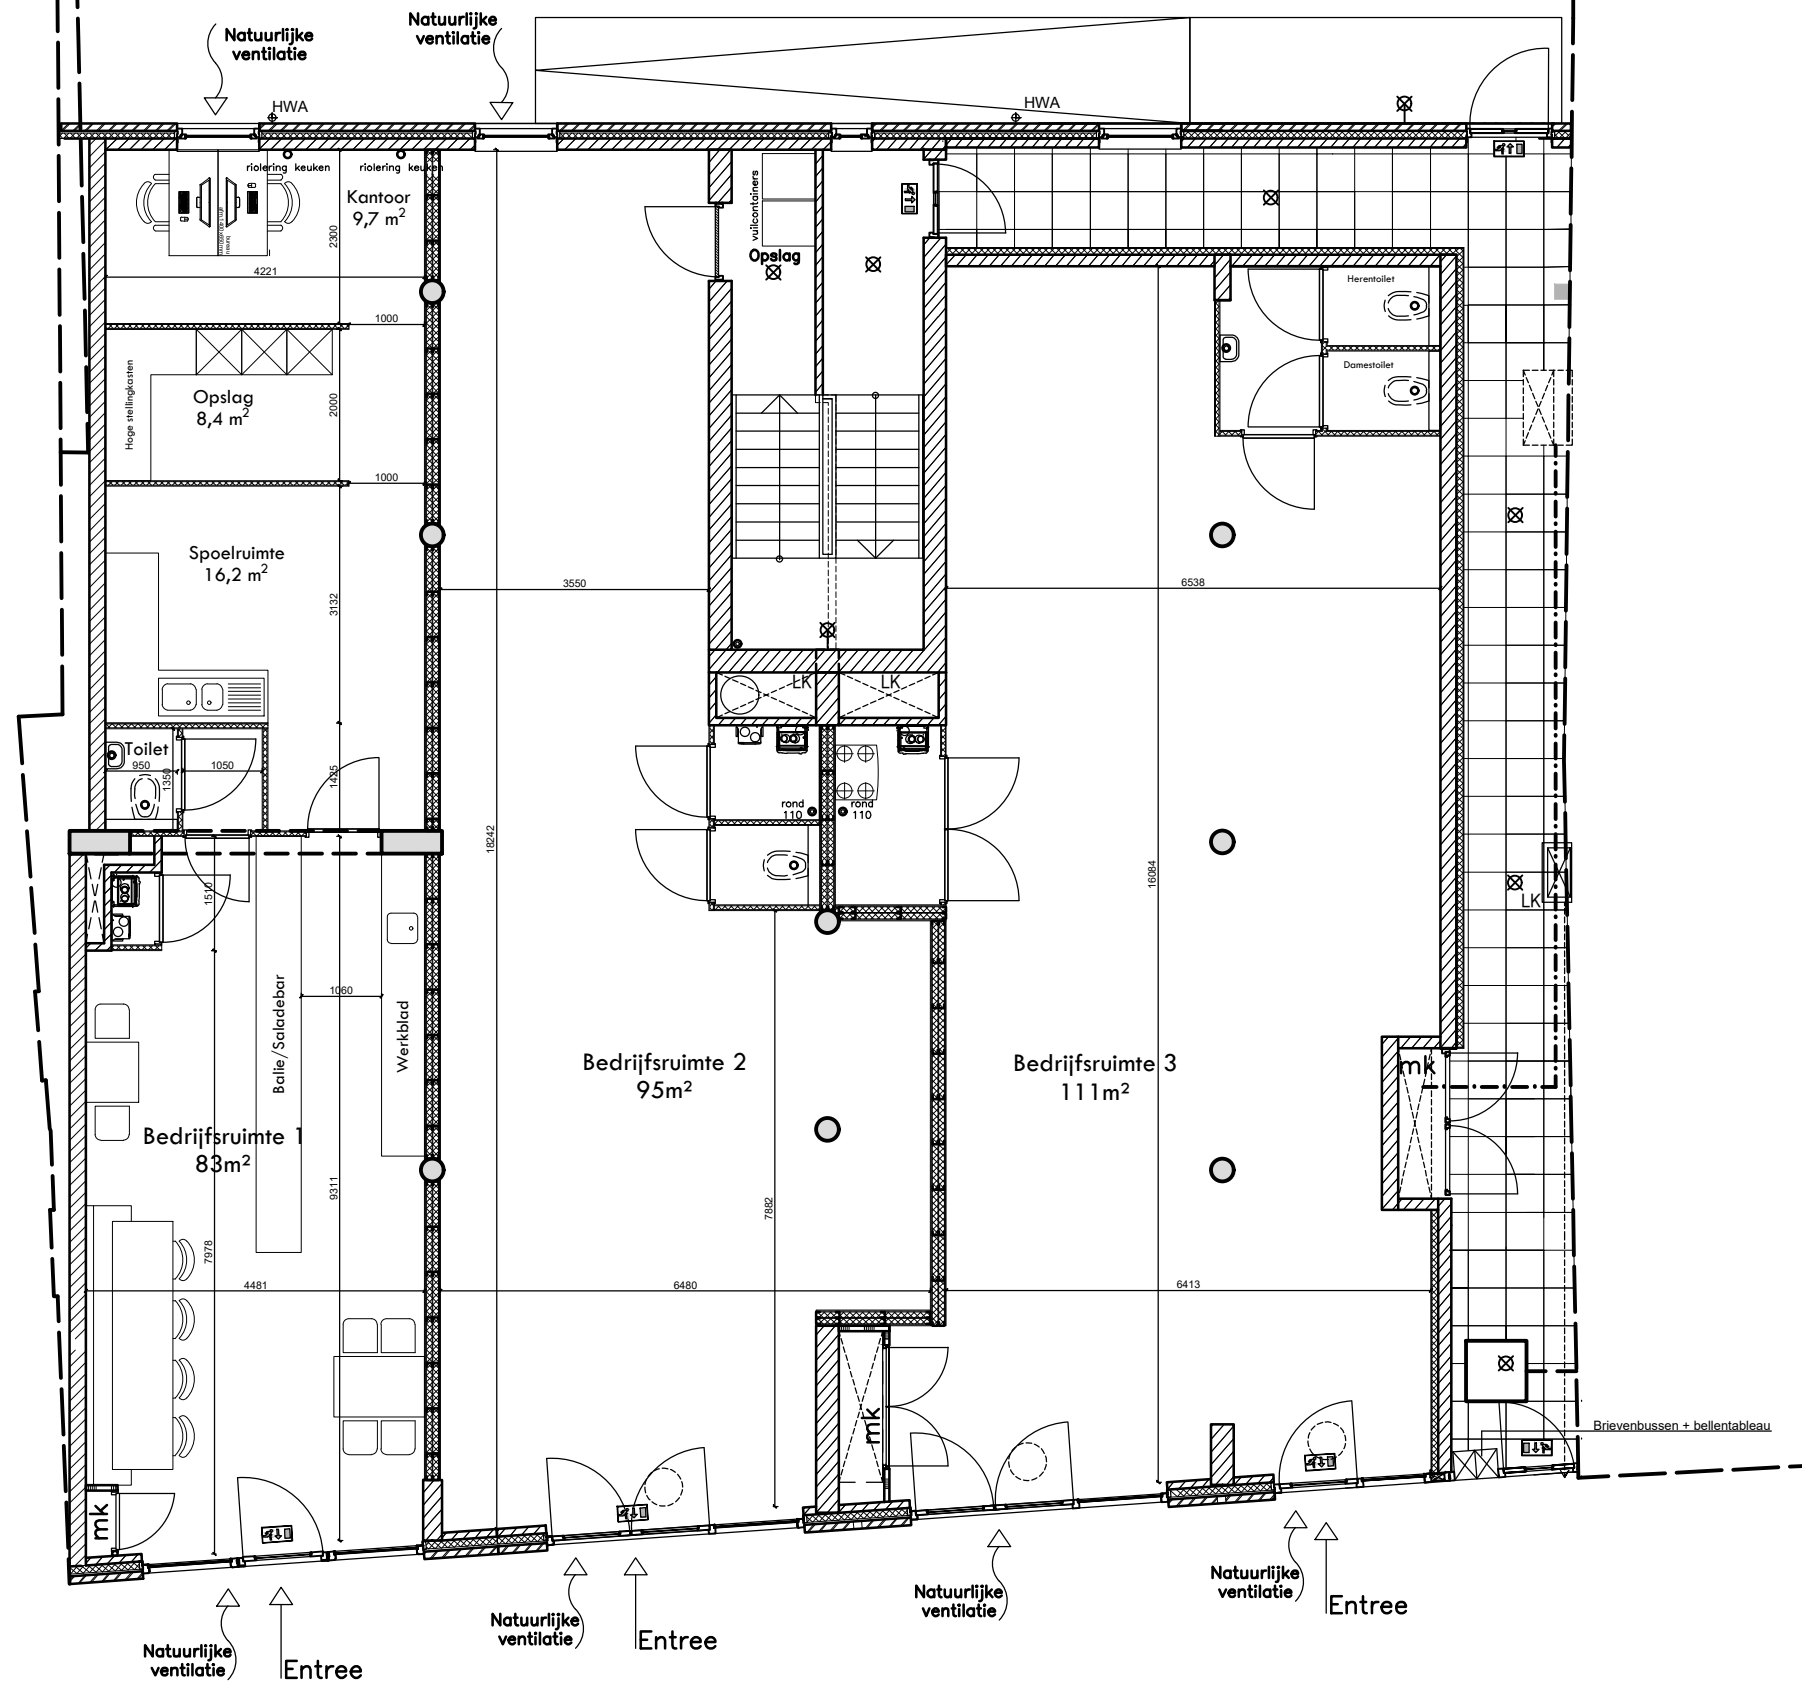 Natuurlijke
ventilatie
Natuurlijke
ventilatie
HWA
HWA
riolering keuken
riolering keuken
Kantoor
9,7 m²
2300
4221
1000
vuilcontainers
Opslag
Herentoilet
Damestoilet
Hoge stellingkasten
Opslag
8,4 m²
2000
1000
Spoelruimte
16,2 m²
3132
3550
6538
LK
LK
Toilet
950
1050
1350
1425
rond
110
rond
110
18242
16084
1510
LK
Balie/Saladebar
1060
Werkblad
Bedrijfsruimte 2
95m²
Bedrijfsruimte 3
111m²
mk
Bedrijfsruimte 1
83m²
9311
7882
7978
4481
6480
6413
mk
mk
Brievenbussen + bellentableau
Natuurlijke
ventilatie
Entree
Natuurlijke
ventilatie
Entree
Natuurlijke
ventilatie
Natuurlijke
ventilatie
Entree